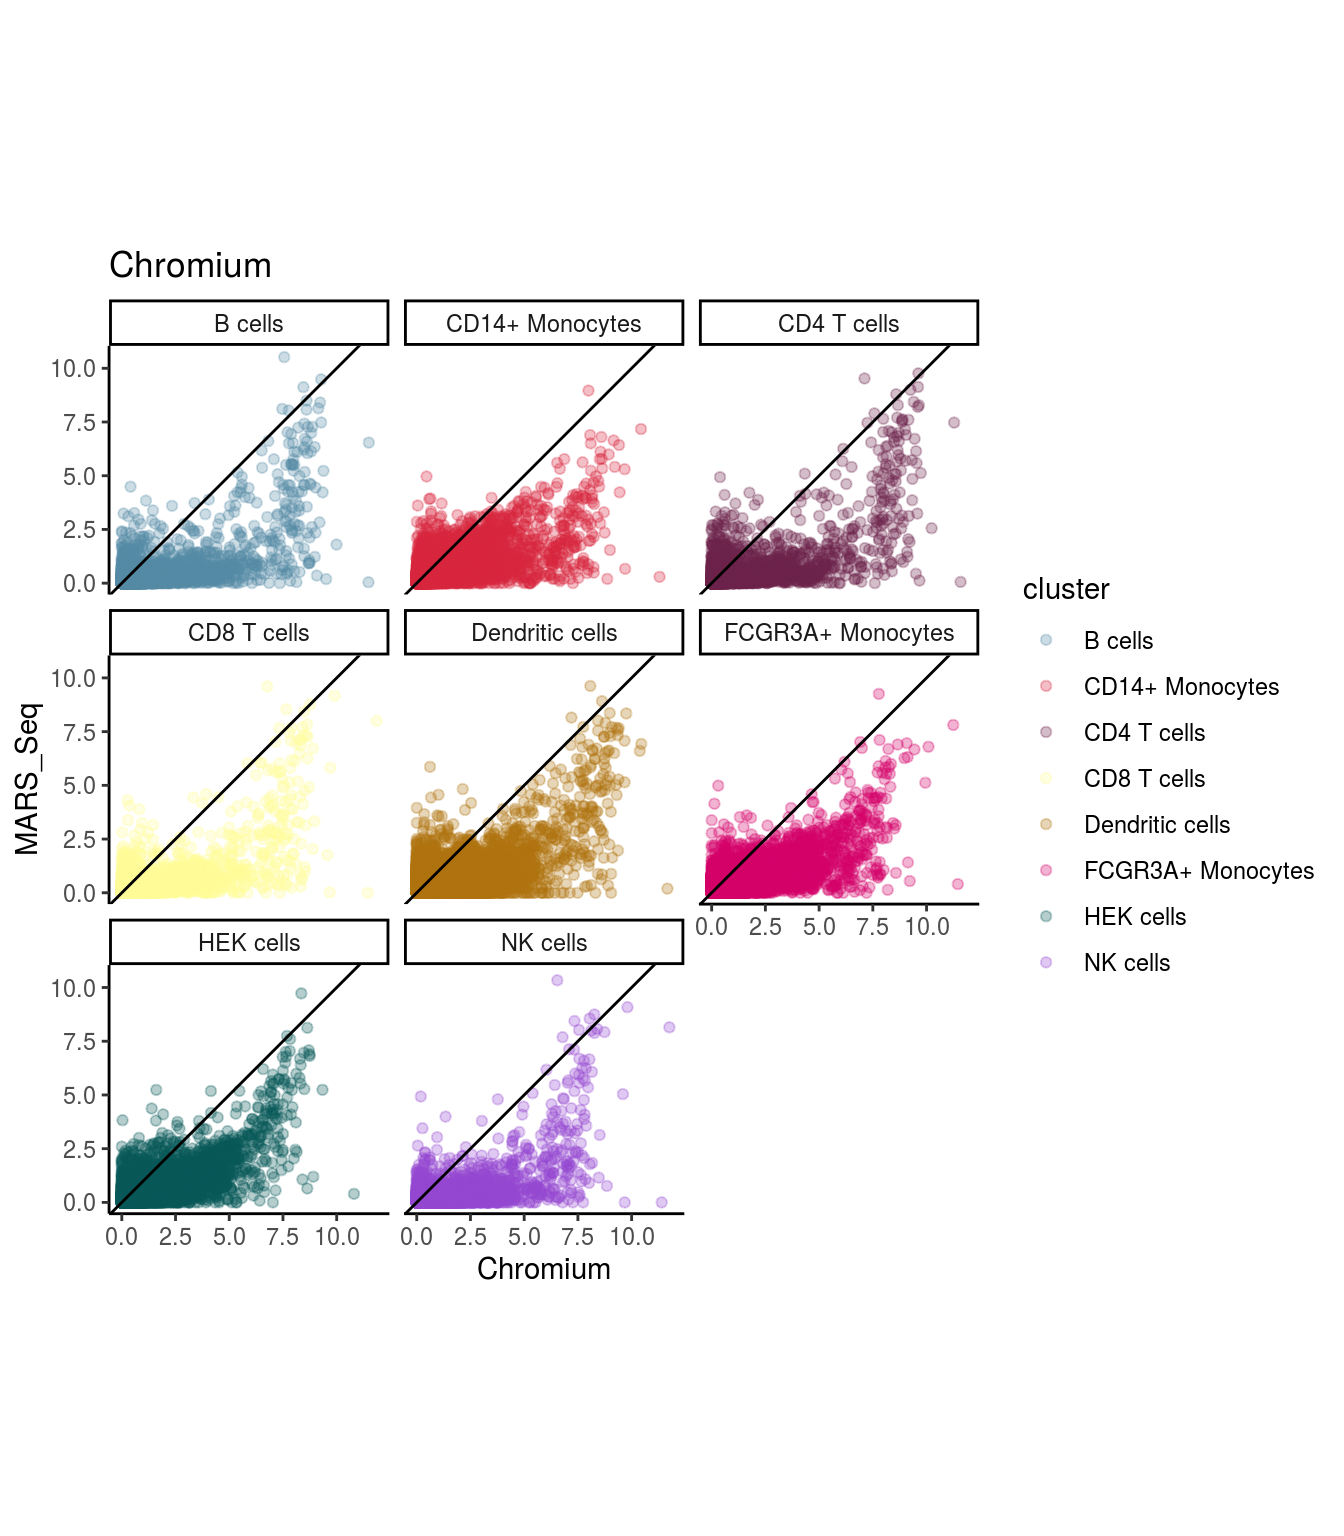 Chromium
B cells
CD14+ Monocytes
CD4 T cells
10.0
7.5
5.0
2.5
0.0
CD8 T cells
Dendritic cells
FCGR3A+ Monocytes
10.0
7.5
5.0
2.5
0.0
0.0 2.5 5.0 7.5 10.0
HEK cells
NK cells
10.0
7.5
5.0
2.5
0.0
0.0 2.5 5.0 7.5 10.0
0.0 2.5 5.0 7.5 10.0
Chromium
MARS_Seq
cluster
B cells
CD14+ Monocytes
CD4 T cells
CD8 T cells
Dendritic cells
FCGR3A+ Monocytes
HEK cells
NK cells